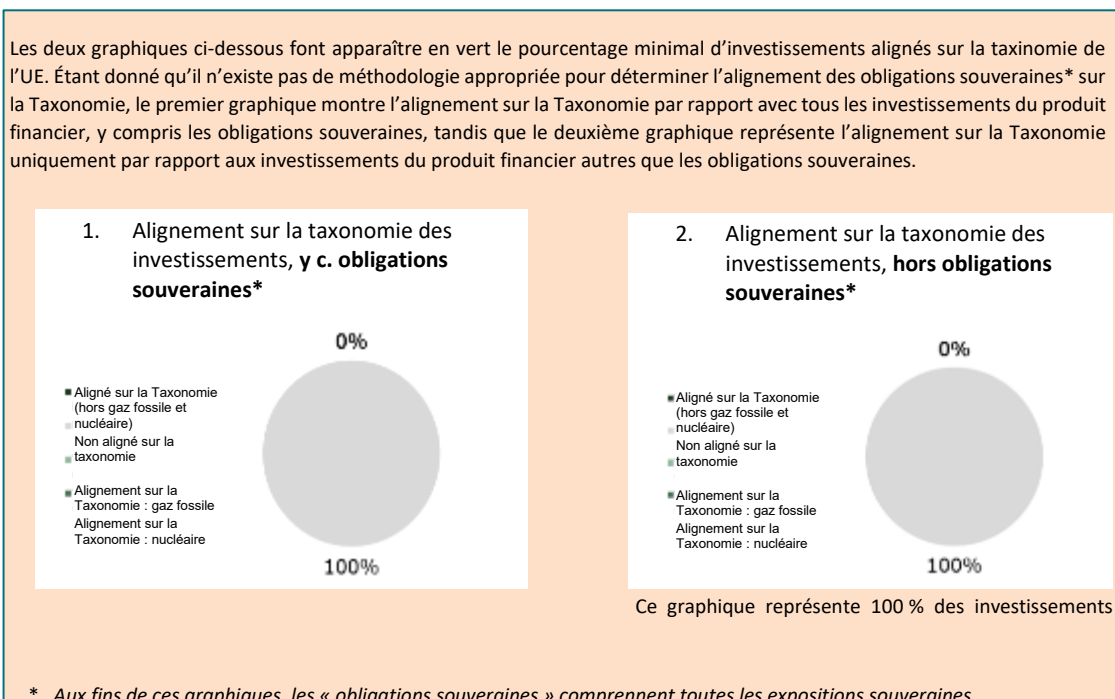 Les deux graphiques ci-dessous font apparaître en vert le pourcentage minimal d’investissements alignés sur la taxinomie de
l’UE. Étant donné qu’il n’existe pas de méthodologie appropriée pour déterminer l’alignement des obligations souveraines* sur
la Taxonomie, le premier graphique montre l’alignement sur la Taxonomie par rapport avec tous les investissements du produit
financier, y compris les obligations souveraines, tandis que le deuxième graphique représente l’alignement sur la Taxonomie
uniquement par rapport aux investissements du produit financier autres que les obligations souveraines.
1. Alignement sur la taxonomie des
investissements, y c. obligations
souveraines*
0%
Aligné sur la Taxonomie
(hors gaz fossile et
nucléaire)
Non aligné sur la
taxonomie
Alignement sur la
Taxonomie : gaz fossile
Alignement sur la
Taxonomie : nucléaire
100%
2. Alignement sur la taxonomie des
investissements, hors obligations
souveraines*
0%
Aligné sur la Taxonomie
(hors gaz fossile et
nucléaire)
Non aligné sur la
taxonomie
Alignement sur la
Taxonomie : gaz fossile
Alignement sur la
Taxonomie : nucléaire
100%
Ce graphique représente 100 % des investissements
* Aux fins de ces graphiques, les « obligations souveraines » comprennent toutes les expositions souveraines